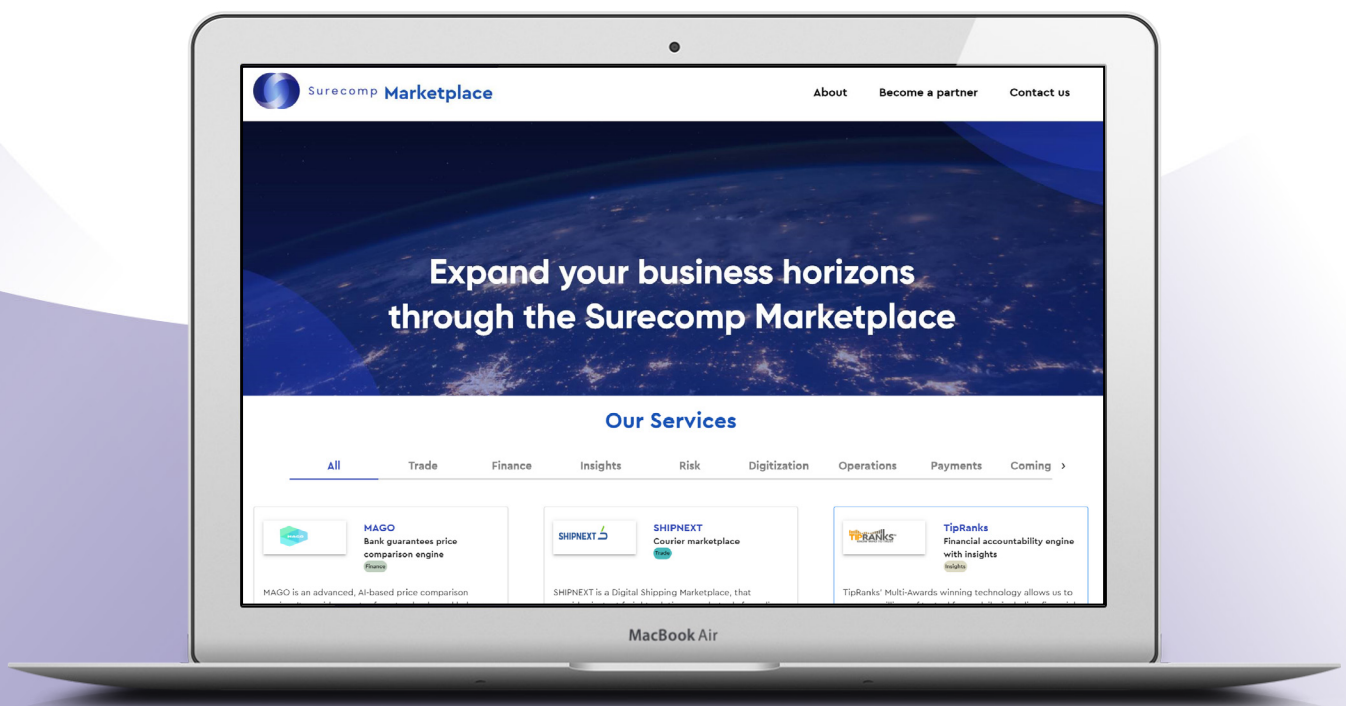 Surecomp Marketplace
About Become a partner Contact us
Expand your business horizons
through the Surecomp Marketplace
Our Services
All Trade Finance Insights Risk Digitization Operations Payments Coming >
MAGO
Bank guarantees price
comparison engine
Finance
MAGO is an advanced, AI-based price comparison
SHIPNEXT
SHIPNEXT
Courier marketplace
Trade
SHIPNEXT is a Digital Shipping Marketplace, that
TIPRANKS
TipRanks
Financial accountability engine
with insights
Insights
TipRanks' Multi-Awards winning technology allows us to
MacBook Air